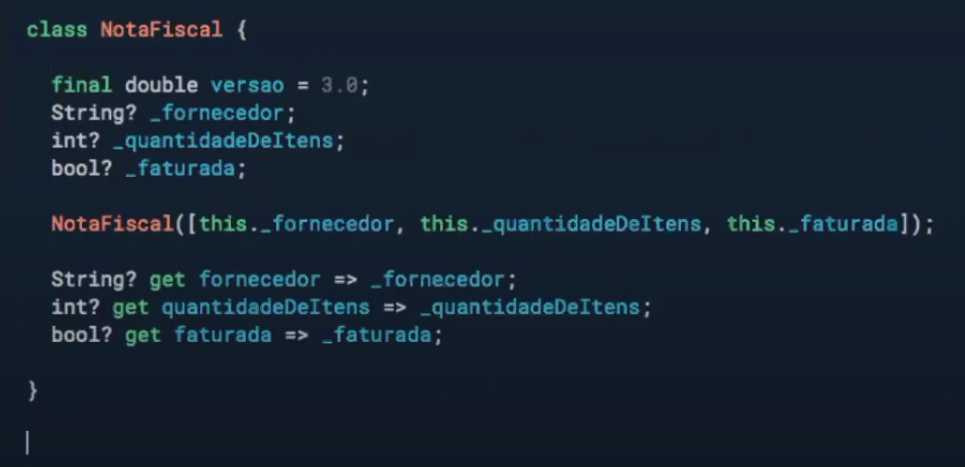 class NotaFiscal {
final double versao = 3.0;
String? _fornecedor;
int? _quantidadeDeItens;
bool? _faturada;
NotaFiscal([this._fornecedor, this._quantidadeDeItens, this._faturada]);
String? get fornecedor => _fornecedor;
int? get quantidadeDeItens => _quantidadeDeItens;
bool? get faturada => _faturada;
}